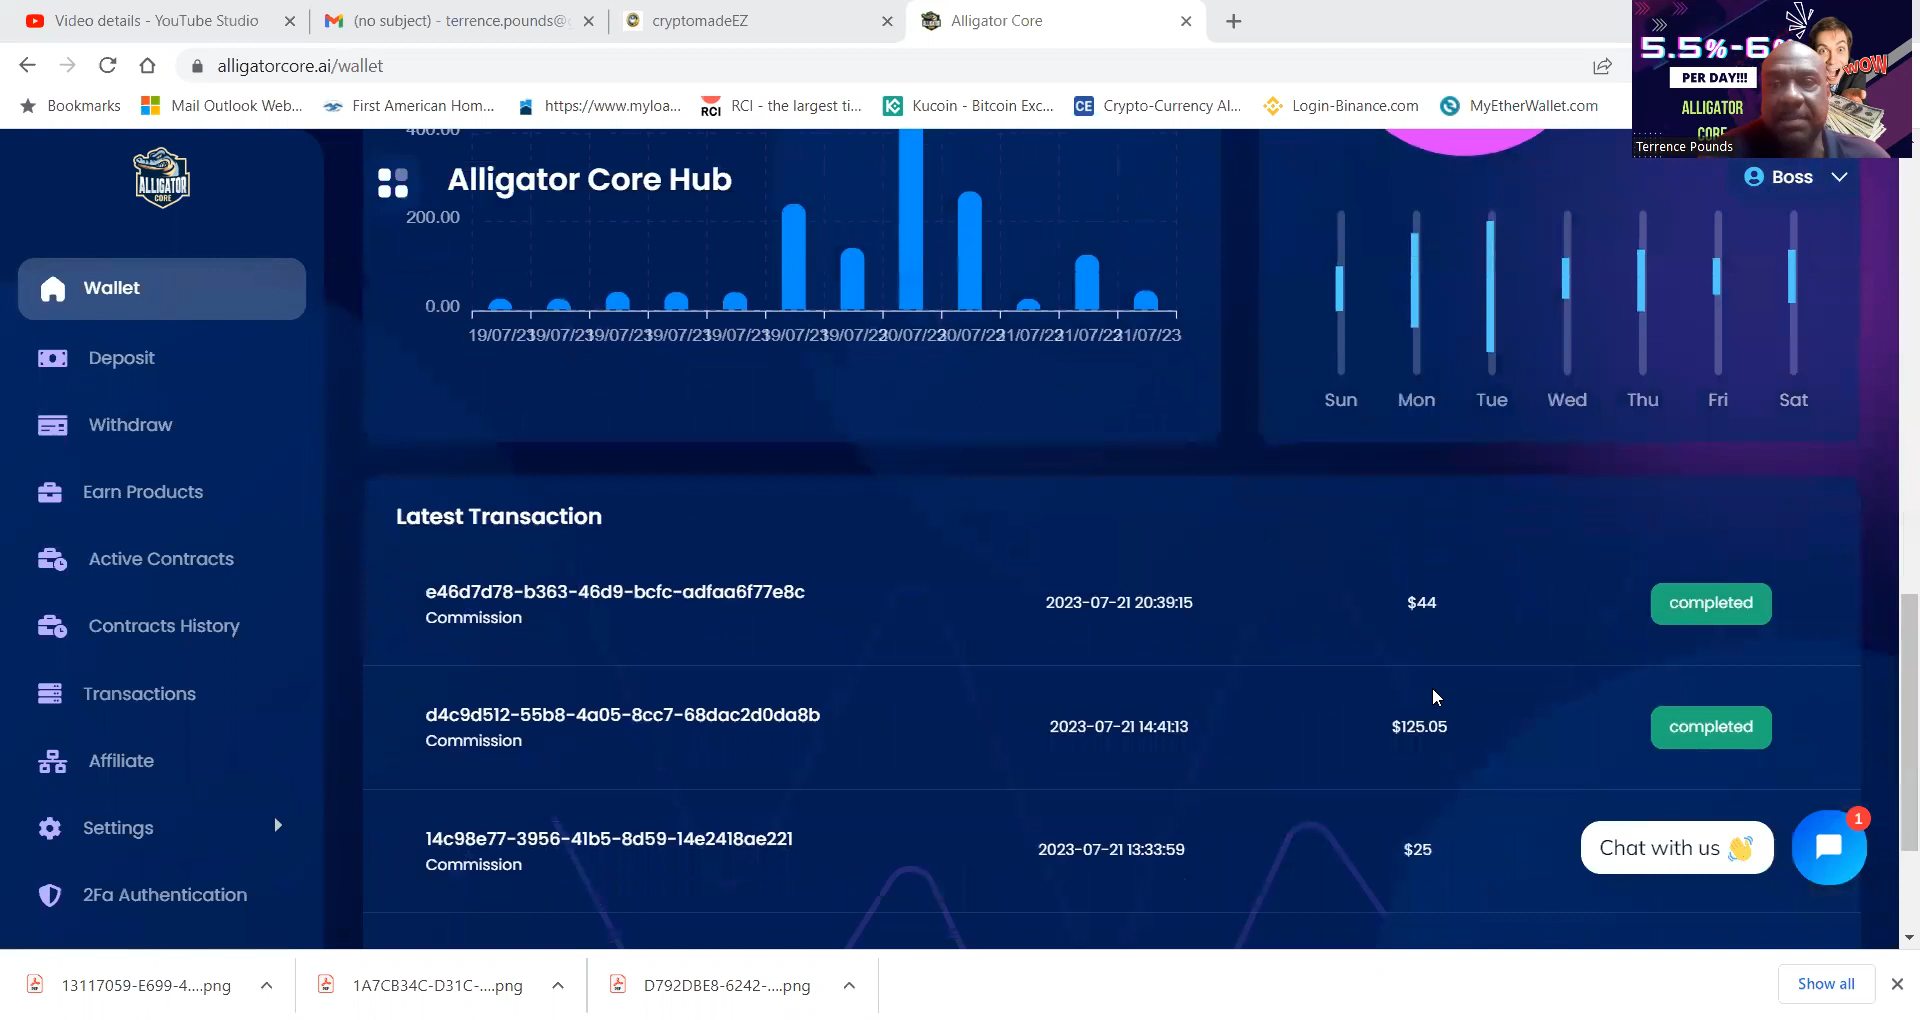 Video details - YouTube Studio
(no subject) - terrence.pounds@
cryptomadeEZ
Alligator Core
alligatorcore.ai/wallet
Bookmarks
Mail Outlook Web...
First American Hom...
https://www.myloa...
RCI
RCI - the largest ti...
Kucoin - Bitcoin Exc...
CE
Crypto-Currency Al...
Login-Binance.com
MyEtherWallet.com
5.5%-6%
WOW
PER DAY!!!
ALLIGATOR
CORE
Terrence Pounds
ALLIGATOR
CORE
Alligator Core Hub
Boss
400.00
200.00
0.00
19/07/23
19/07/23
19/07/23
19/07/23
19/07/23
19/07/23
19/07/23
20/07/23
20/07/23
21/07/23
21/07/23
21/07/23
Sun
Mon
Tue
Wed
Thu
Fri
Sat
Wallet
Deposit
Withdraw
Earn Products
Active Contracts
Contracts History
Transactions
Affiliate
Settings
2Fa Authentication
Latest Transaction
e46d7d78-b363-46d9-bcfc-adfaa6f77e8c
Commission
2023-07-21 20:39:15
$44
completed
d4c9d512-55b8-4a05-8cc7-68dac2d0da8b
Commission
2023-07-21 14:41:13
$125.05
completed
14c98e77-3956-41b5-8d59-14e2418ae221
Commission
2023-07-21 13:33:59
$25
Chat with us
1
13117059-E699-4....png
1A7CB34C-D31C-....png
D792DBE8-6242-....png
Show all